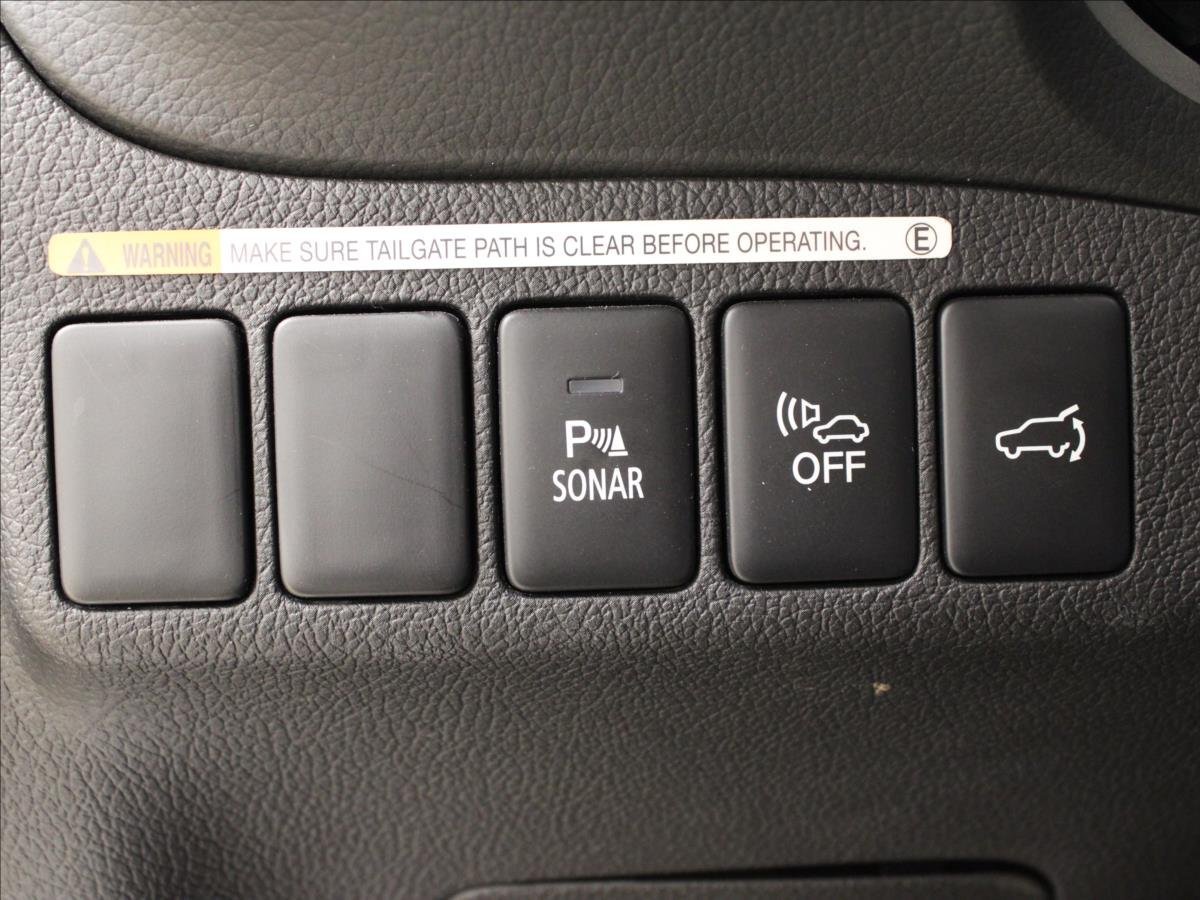 WARNING MAKE SURE TAILGATE PATH IS CLEAR BEFORE OPERATING. E
P
SONAR
OFF